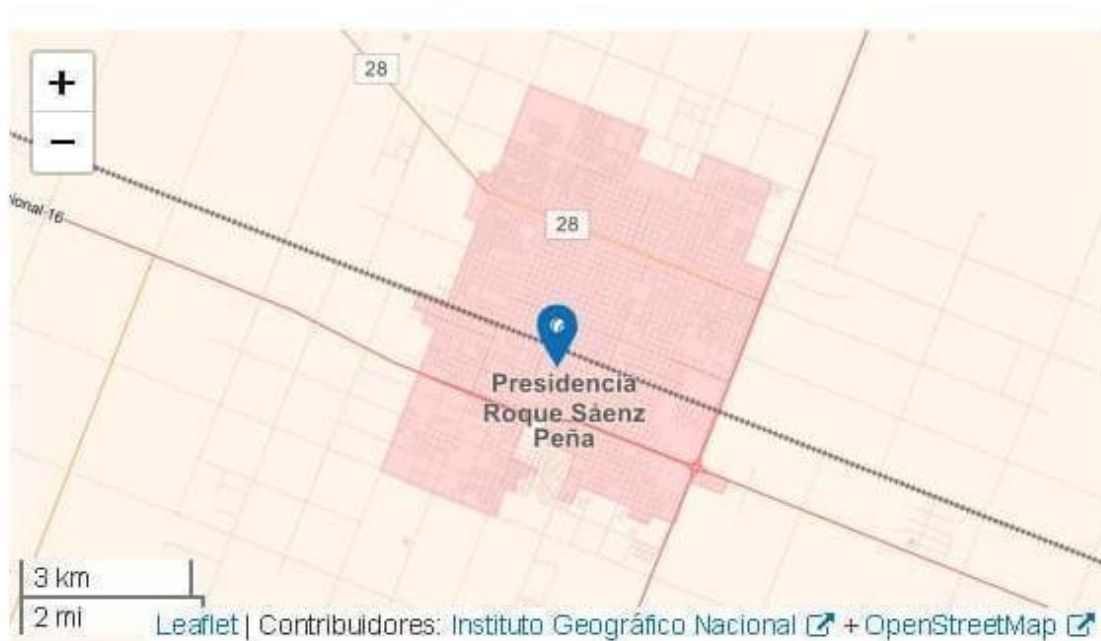 +
28
−
ional 16
28
Presidencia
Roque Sáenz
Peña
3 km
2 mi
Leaflet | Contribuidores: Instituto Geográfico Nacional + OpenStreetMap